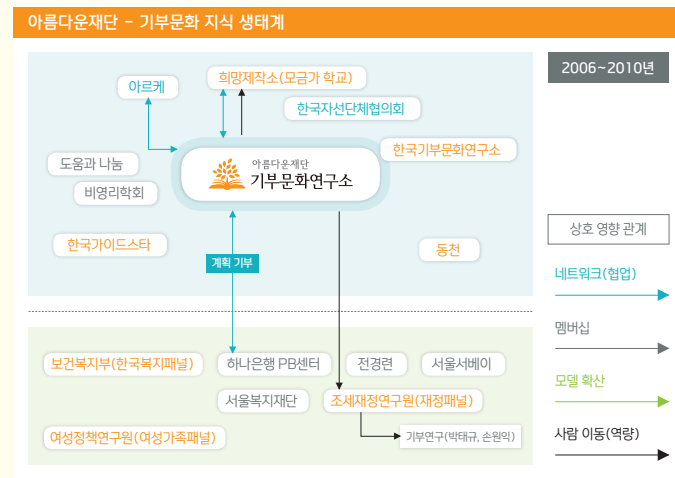 아름다운재단 - 기부문화 지식 생태계
2006~2010년
아르케
희망제작소(모금가 학교)
한국자선단체협의회
한국기부문화연구소
도움과 나눔
비영리학회
아름다운재단
기부문화연구소
한국가이드스타
동천
계획 기부
상호 영향 관계
네트워크(협업)
멤버십
모델 확산
사람 이동(역량)
보건복지부(한국복지패널)
하나은행 PB센터
전경련
서울서베이
서울복지재단
조세재정연구원(재정패널)
여성정책연구원(여성가족패널)
기부연구(박태규, 손원익)